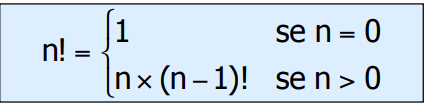 n! = { 1 se n = 0
n × (n – 1)! se n > 0